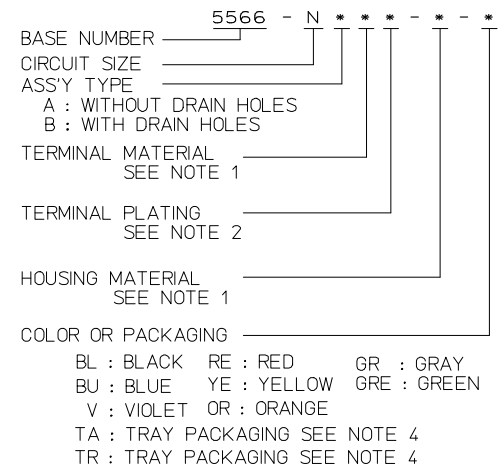 5566 - N * * * - * - *
BASE NUMBER
CIRCUIT SIZE
ASS'Y TYPE
A : WITHOUT DRAIN HOLES
B : WITH DRAIN HOLES
TERMINAL MATERIAL
SEE NOTE 1
TERMINAL PLATING
SEE NOTE 2
HOUSING MATERIAL
SEE NOTE 1
COLOR OR PACKAGING
BL : BLACK RE : RED GR : GRAY
BU : BLUE YE : YELLOW GRE : GREEN
V : VIOLET OR : ORANGE
TA : TRAY PACKAGING SEE NOTE 4
TR : TRAY PACKAGING SEE NOTE 4